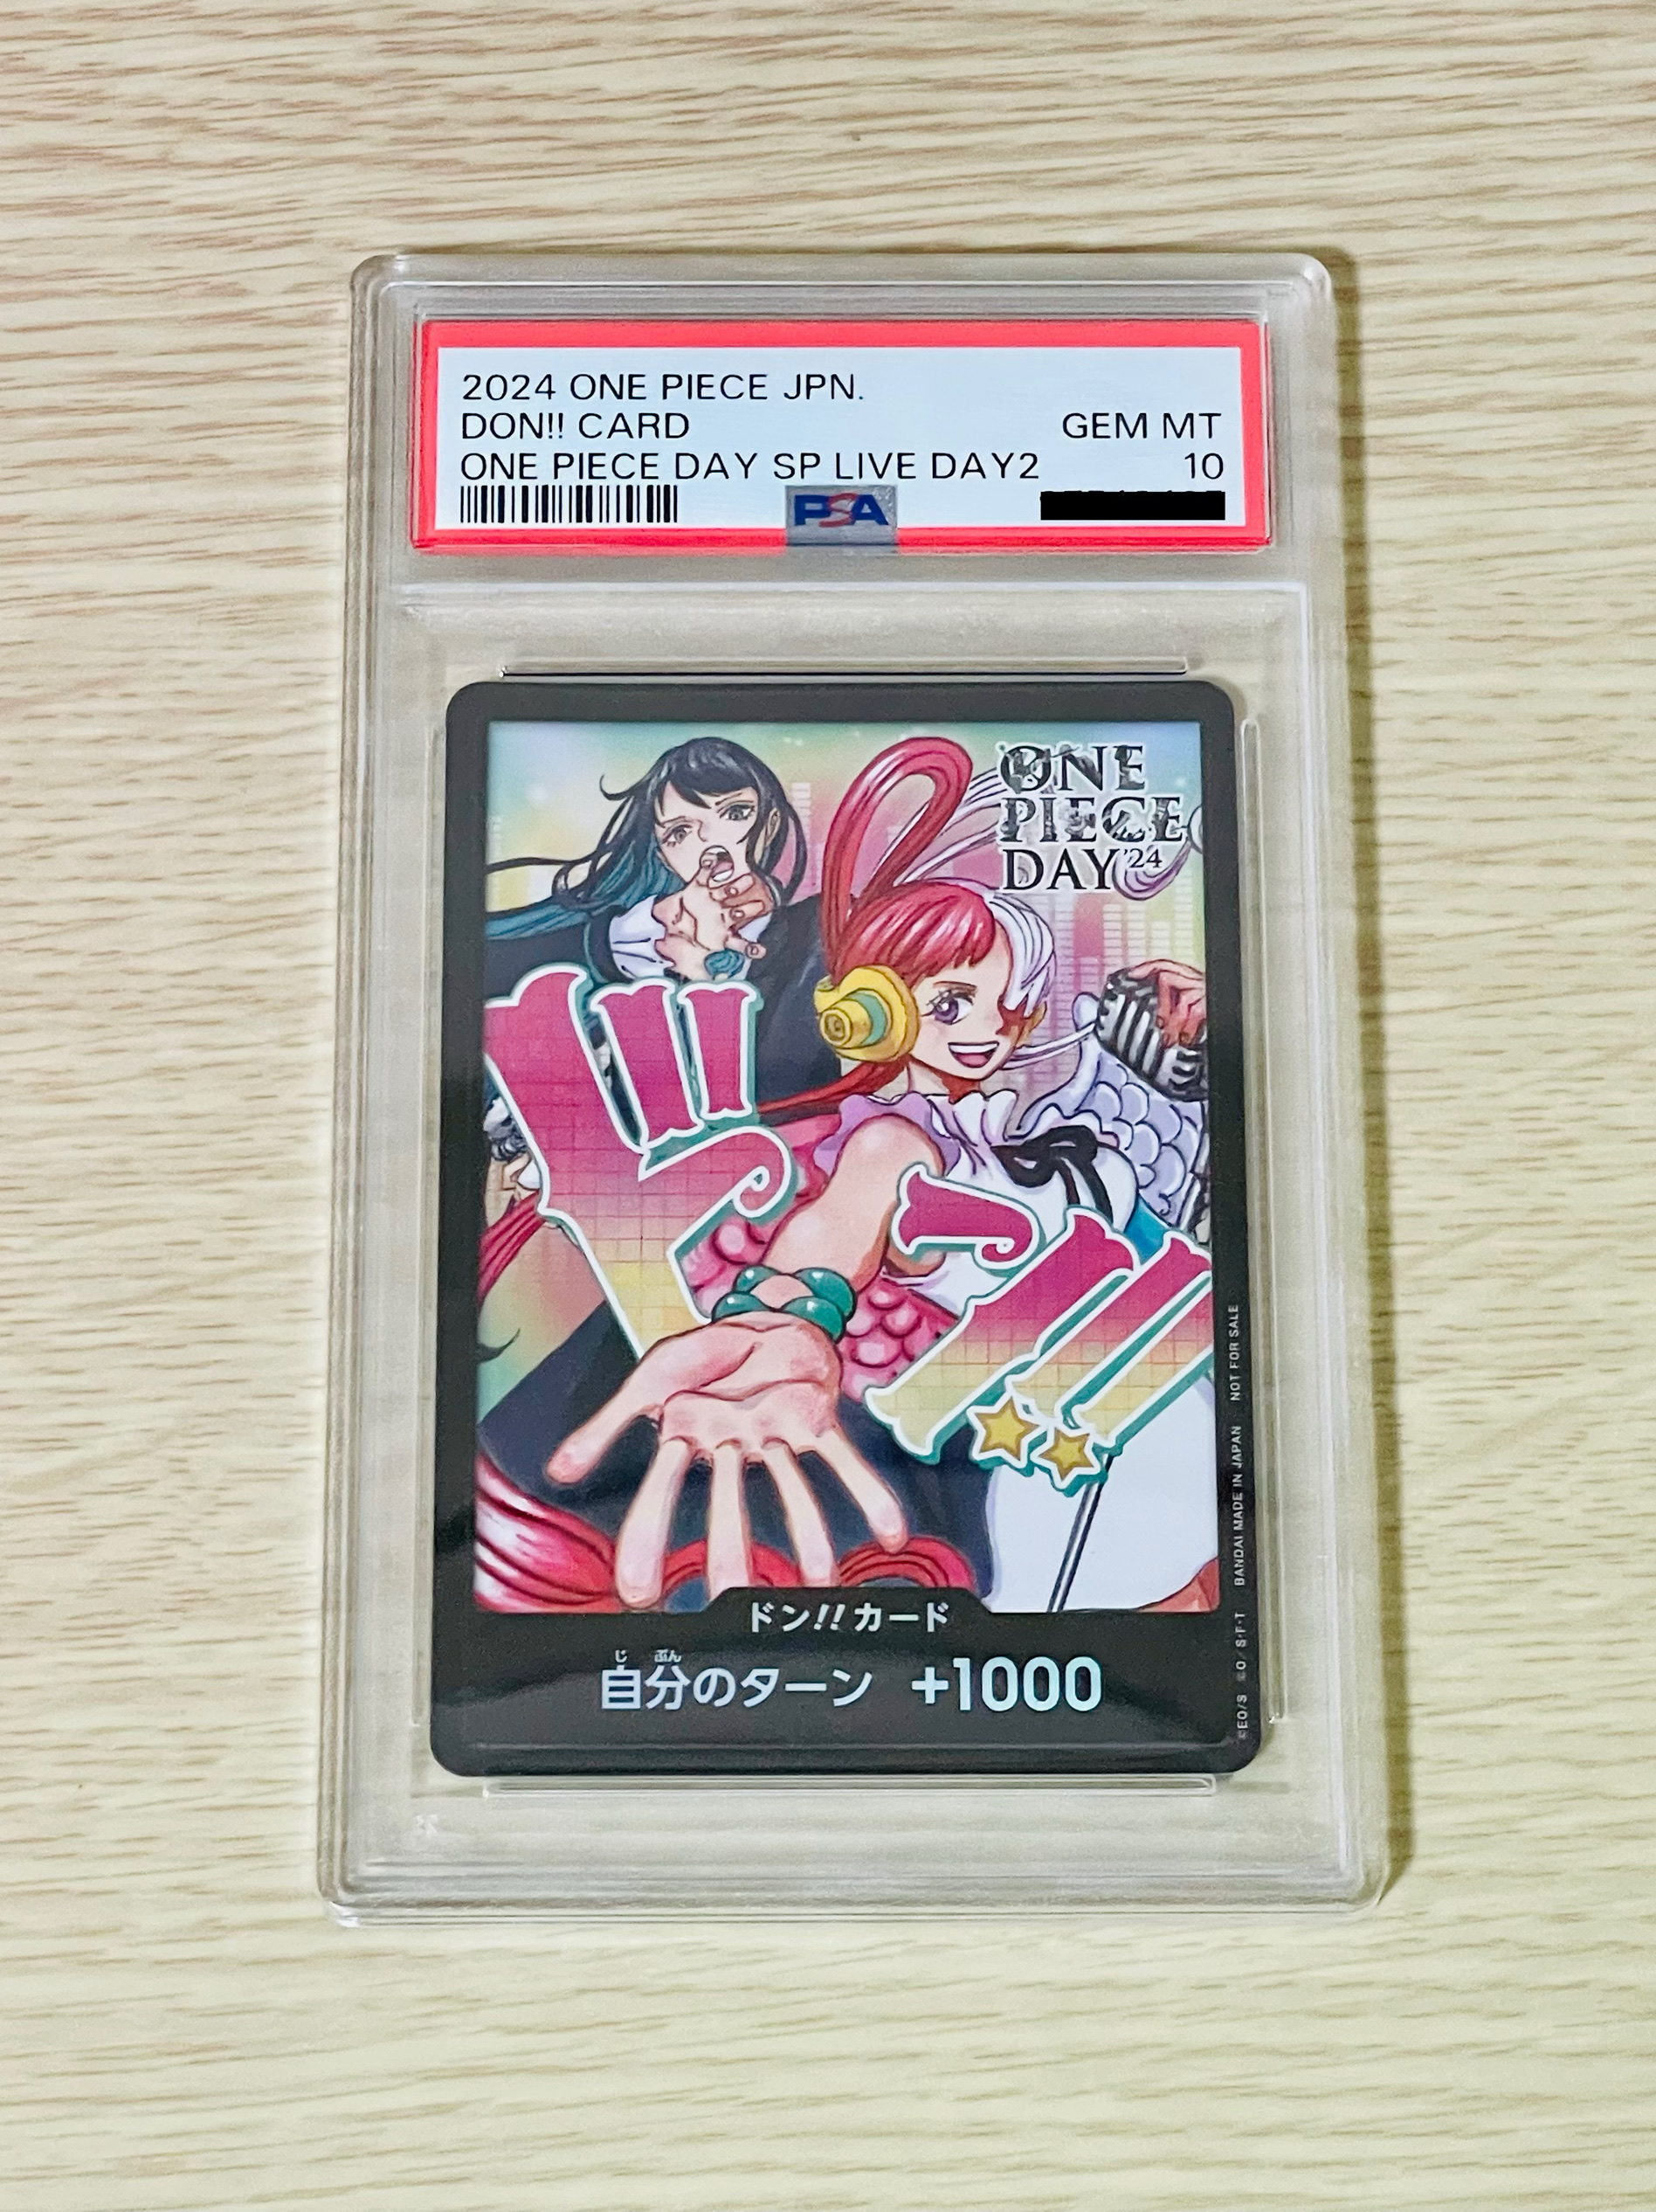 2024 ONE PIECE JPN.
DON!! CARD GEM MT
ONE PIECE DAY SP LIVE DAY2 10
PSA
ONE
PIECE
DAY'24
ドン!!
ドン!!カード
じ ぶん
自分のターン +1000
©EO/S ©O/S・F・T BANDAI MADE IN JAPAN NOT FOR SALE